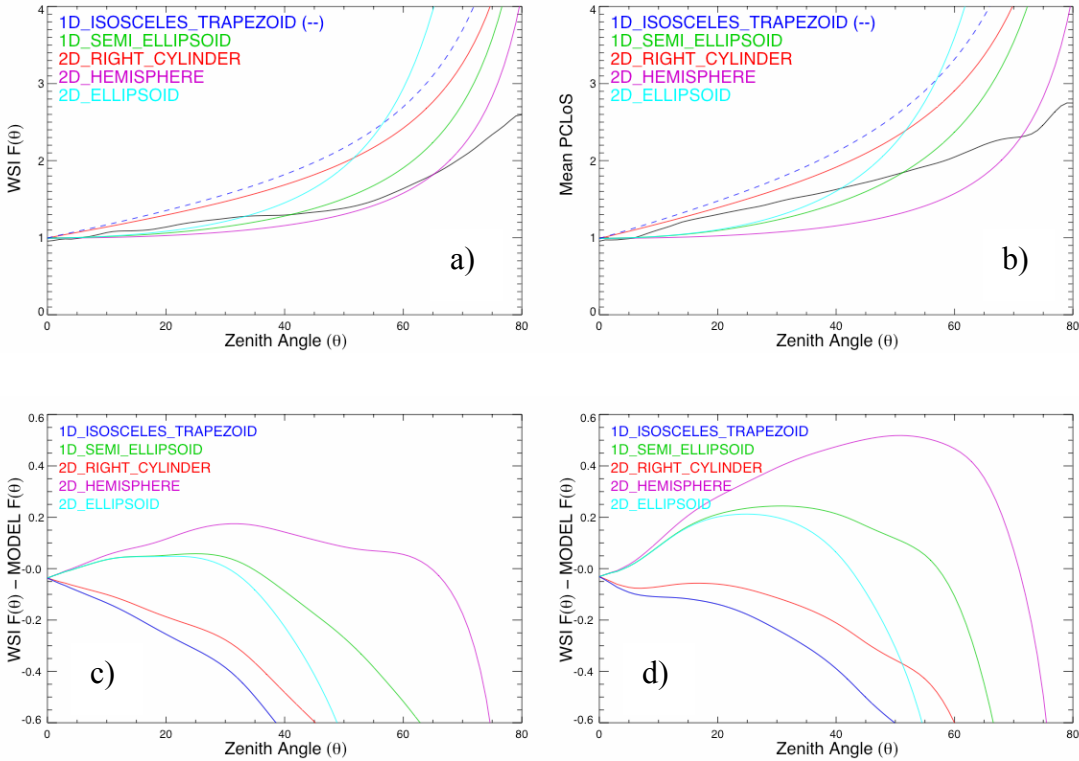 1D_ISOSCELES_TRAPEZOID (--)
1D_SEMI_ELLIPSOID
2D_RIGHT_CYLINDER
2D_HEMISPHERE
2D_ELLIPSOID
WSI F(θ)
4
3
2
1
0
0 20 40 60 80
Zenith Angle (θ)
a)
1D_ISOSCELES_TRAPEZOID (--)
1D_SEMI_ELLIPSOID
2D_RIGHT_CYLINDER
2D_HEMISPHERE
2D_ELLIPSOID
Mean PCLoS
4
3
2
1
0
0 20 40 60 80
Zenith Angle (θ)
b)
1D_ISOSCELES_TRAPEZOID
1D_SEMI_ELLIPSOID
2D_RIGHT_CYLINDER
2D_HEMISPHERE
2D_ELLIPSOID
WSI F(θ) − MODEL F(θ)
0.6
0.4
0.2
-0.0
-0.2
-0.4
-0.6
0 20 40 60 80
Zenith Angle (θ)
c)
1D_ISOSCELES_TRAPEZOID
1D_SEMI_ELLIPSOID
2D_RIGHT_CYLINDER
2D_HEMISPHERE
2D_ELLIPSOID
WSI F(θ) − MODEL F(θ)
0.6
0.4
0.2
-0.0
-0.2
-0.4
-0.6
0 20 40 60 80
Zenith Angle (θ)
d)